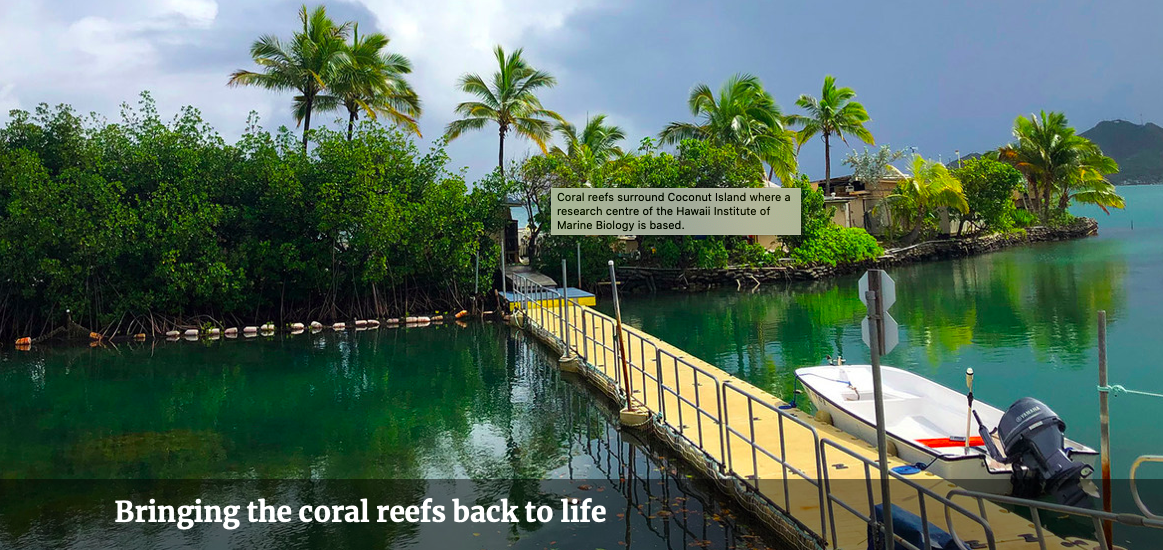 Coral reefs surround Coconut Island where a
research centre of the Hawaii Institute of
Marine Biology is based.
YAMAHA
Bringing the coral reefs back to life